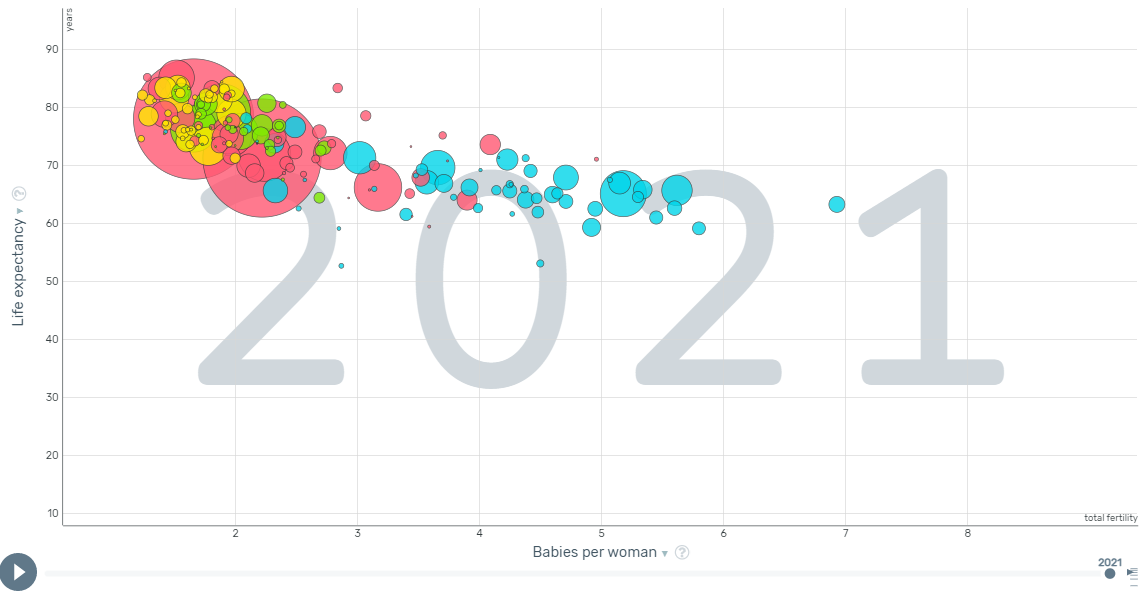 years
90
80
70
60
50
40
30
20
10
Life expectancy ▾ ?
2021
total fertility
2 3 4 5 6 7 8
Babies per woman ▾ ?
2021